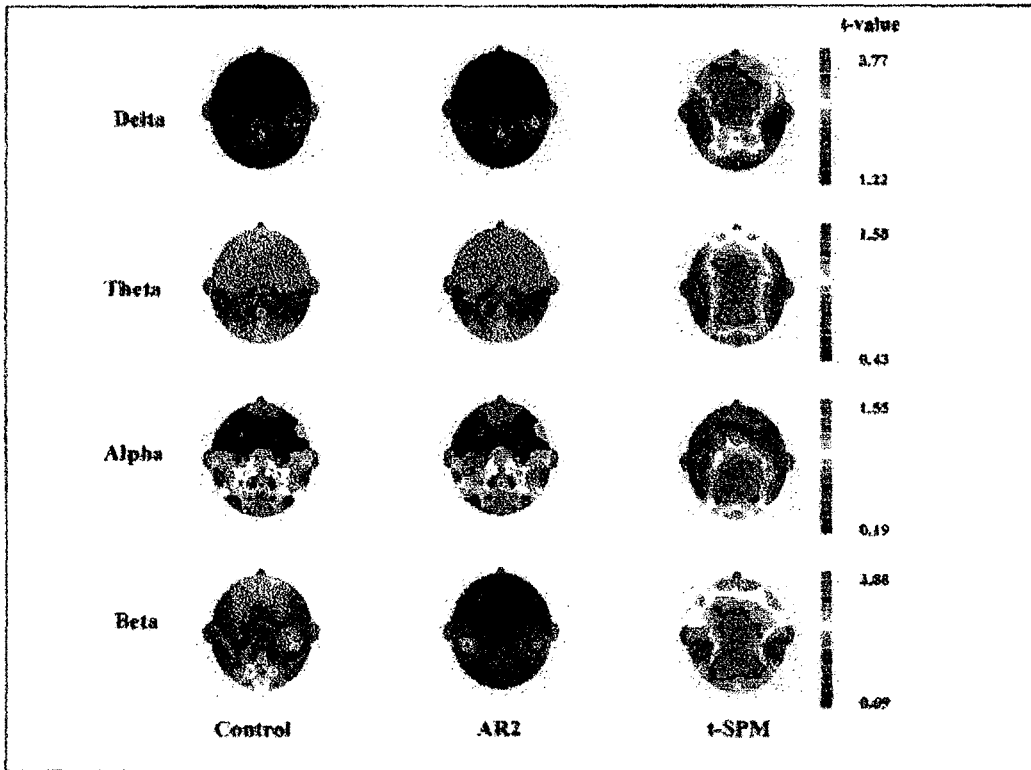 t-value
Delta
3.77
1.22
Theta
1.58
0.43
Alpha
1.55
0.19
Beta
0.09
Control AR2 t-SPM